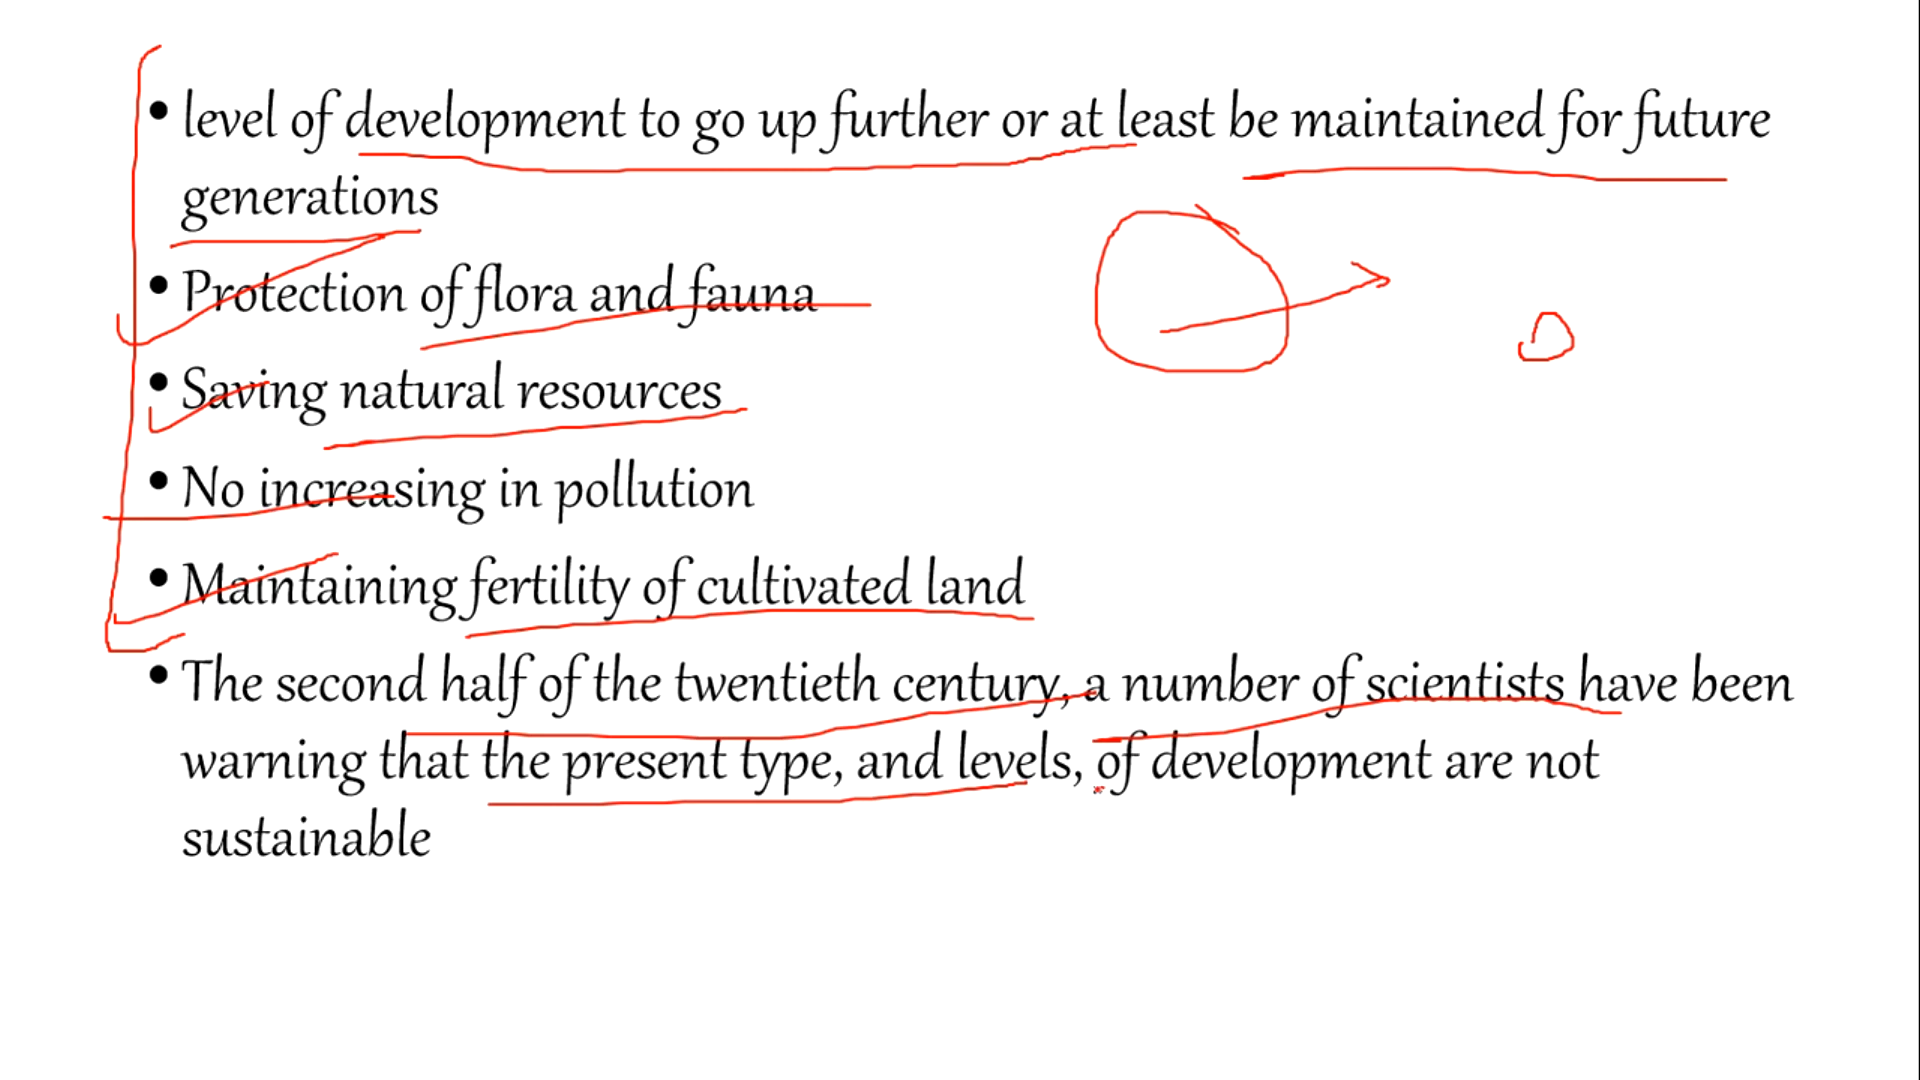 • level of development to go up further or at least be maintained for future
generations
• Protection of flora and fauna
• Saving natural resources
• No increasing in pollution
• Maintaining fertility of cultivated land
• The second half of the twentieth century, a number of scientists have been
warning that the present type, and levels, of development are not
sustainable